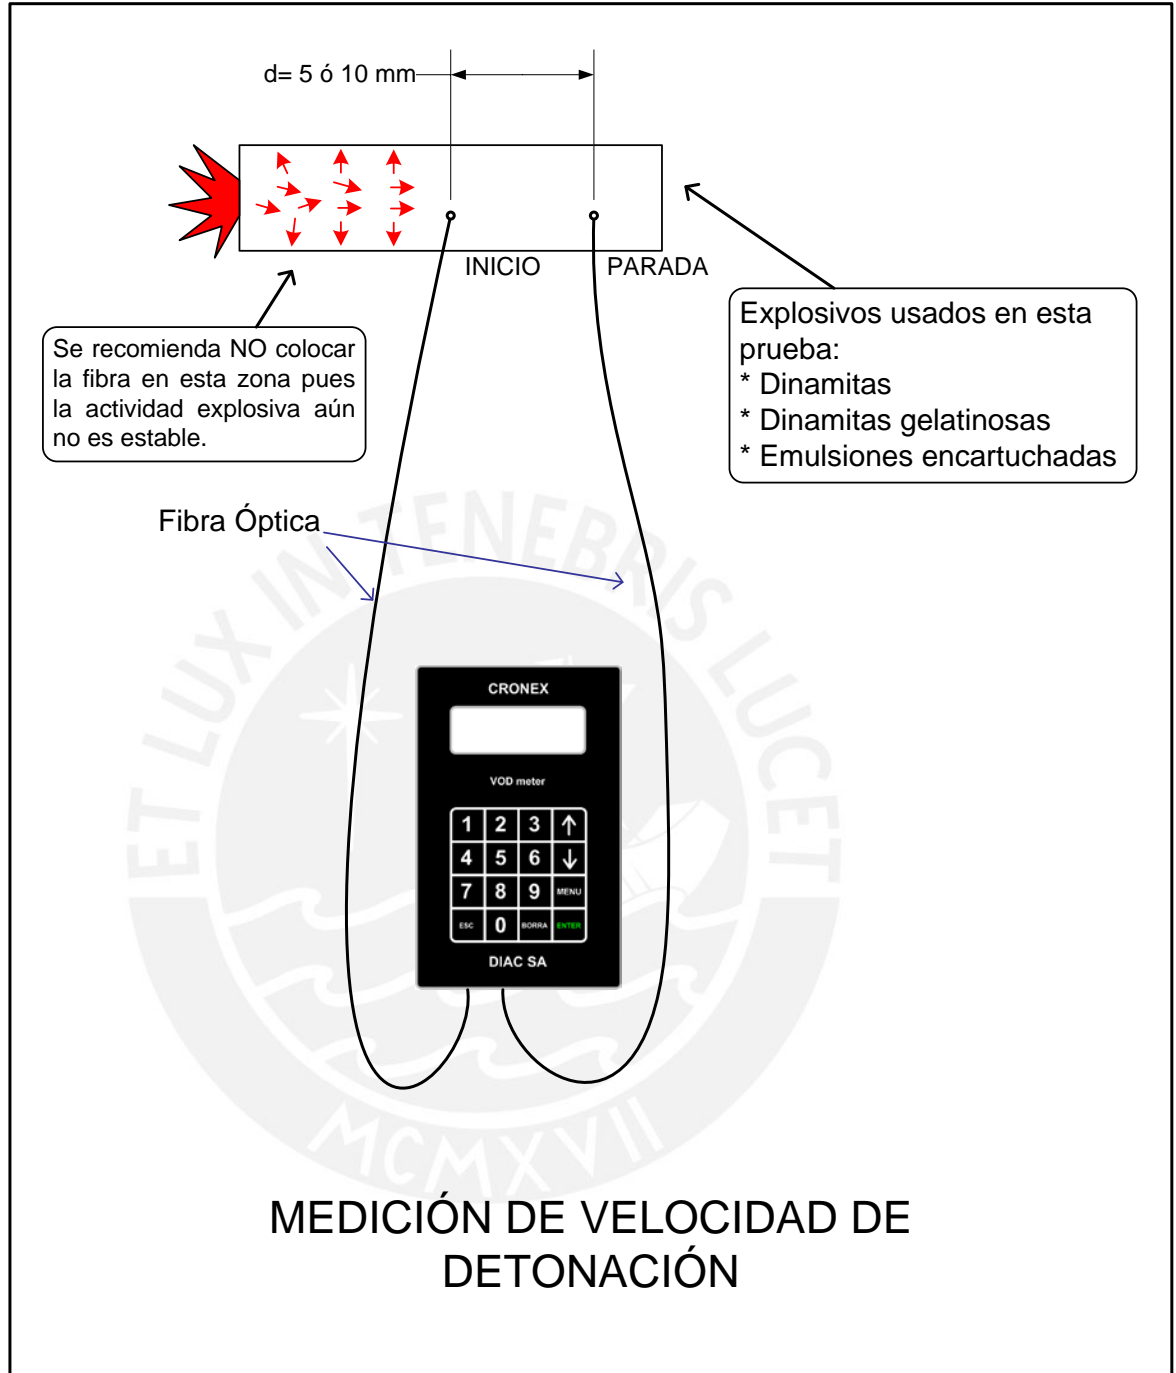 d= 5 ó 10 mm
INICIO
PARADA
Se recomienda NO colocar
la fibra en esta zona pues
la actividad explosiva aún
no es estable.
Explosivos usados en esta
prueba:
* Dinamitas
* Dinamitas gelatinosas
* Emulsiones encartuchadas
Fibra Óptica
ET LUX IN TENEBRIS LUCET
CRONEX
VOD meter
1 2 3 ↑
4 5 6 ↓
7 8 9 MENU
ESC 0 BORRA ENTER
DIAC SA
MCMXVII
MEDICIÓN DE VELOCIDAD DE
DETONACIÓN